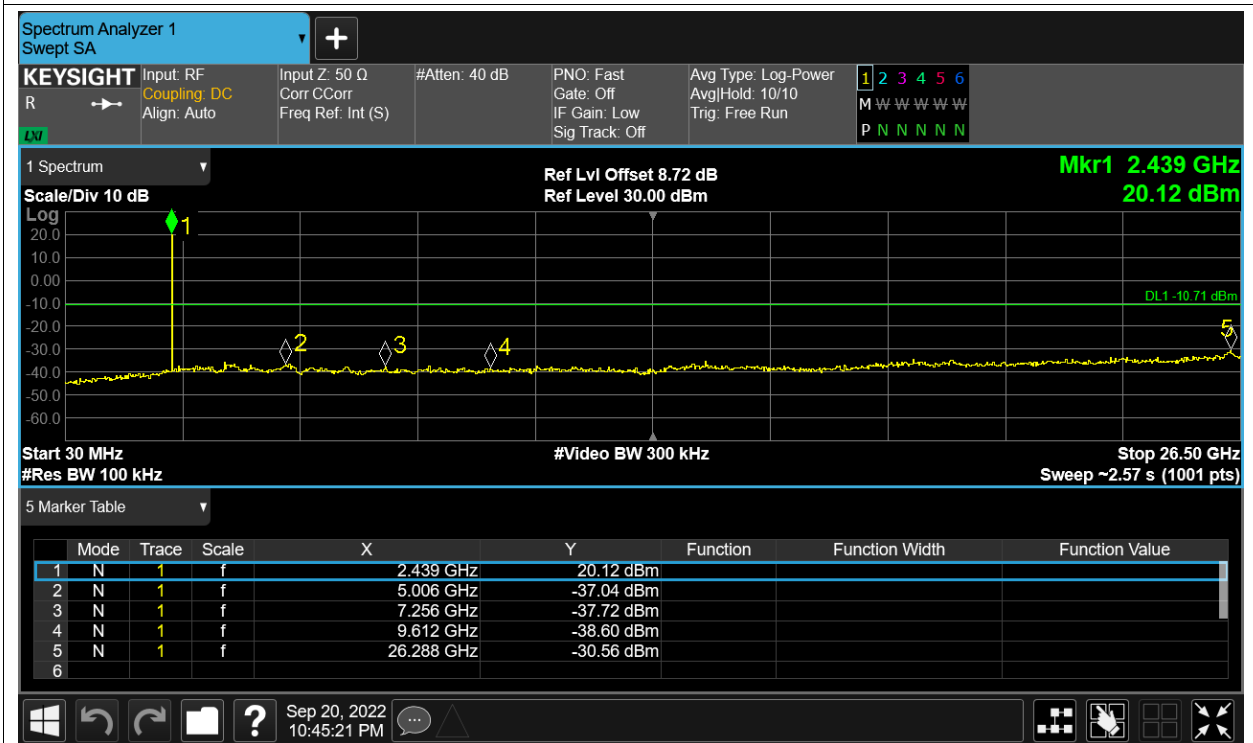 Spectrum Analyzer 1
Swept SA
KEYSIGHT Input: RF Input Z: 50 Ω #Atten: 40 dB PNO: Fast Avg Type: Log-Power 1 2 3 4 5 6
R Coupling: DC Corr CCorr Gate: Off Avg|Hold: 10/10 M W W W W W
Align: Auto Freq Ref: Int (S) IF Gain: Low Trig: Free Run
LXI Sig Track: Off P N N N N N
1 Spectrum Ref Lvl Offset 8.72 dB Mkr1 2.439 GHz
Scale/Div 10 dB Ref Level 30.00 dBm 20.12 dBm
Log
1
20.0
10.0
0.00
-10.0 DL1 -10.71 dBm
-20.0
-30.0 2 3 4 5
-40.0
-50.0
-60.0
Start 30 MHz #Video BW 300 kHz Stop 26.50 GHz
#Res BW 100 kHz Sweep ~2.57 s (1001 pts)
5 Marker Table
Mode Trace Scale X Y Function Function Width Function Value
1 N 1 f 2.439 GHz 20.12 dBm
2 N 1 f 5.006 GHz -37.04 dBm
3 N 1 f 7.256 GHz -37.72 dBm
4 N 1 f 9.612 GHz -38.60 dBm
5 N 1 f 26.288 GHz -30.56 dBm
6
? Sep 20, 2022
10:45:21 PM